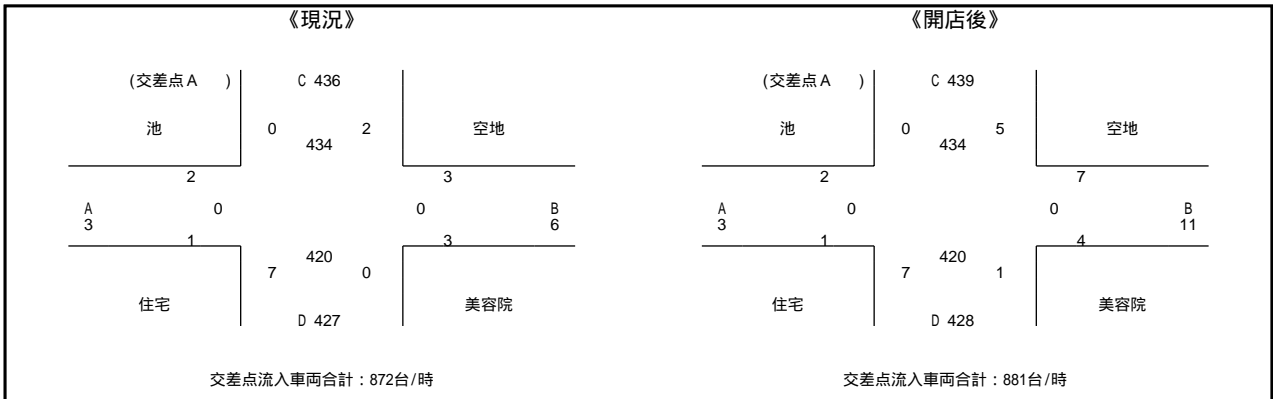 《現況》
(交差点A　)
C 436
池
0
2
434
空地
2
3
A
3
0
0
B
6
1
3
420
7
0
住宅
美容院
D 427
交差点流入車両合計：872台/時
《開店後》
(交差点A　)
C 439
池
0
5
434
空地
2
7
A
3
0
0
B
11
1
4
420
7
1
住宅
美容院
D 428
交差点流入車両合計：881台/時